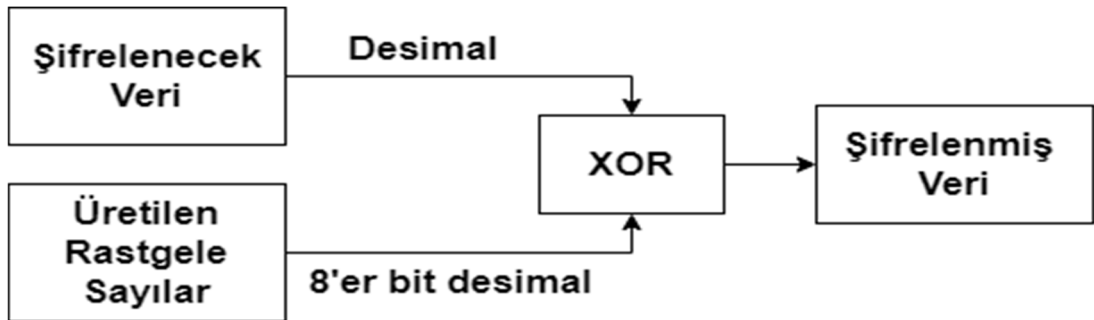 Şifrelenecek
Veri
Desimal
XOR
Şifrelenmiş
Veri
Üretilen
Rastgele
Sayılar
8'er bit desimal